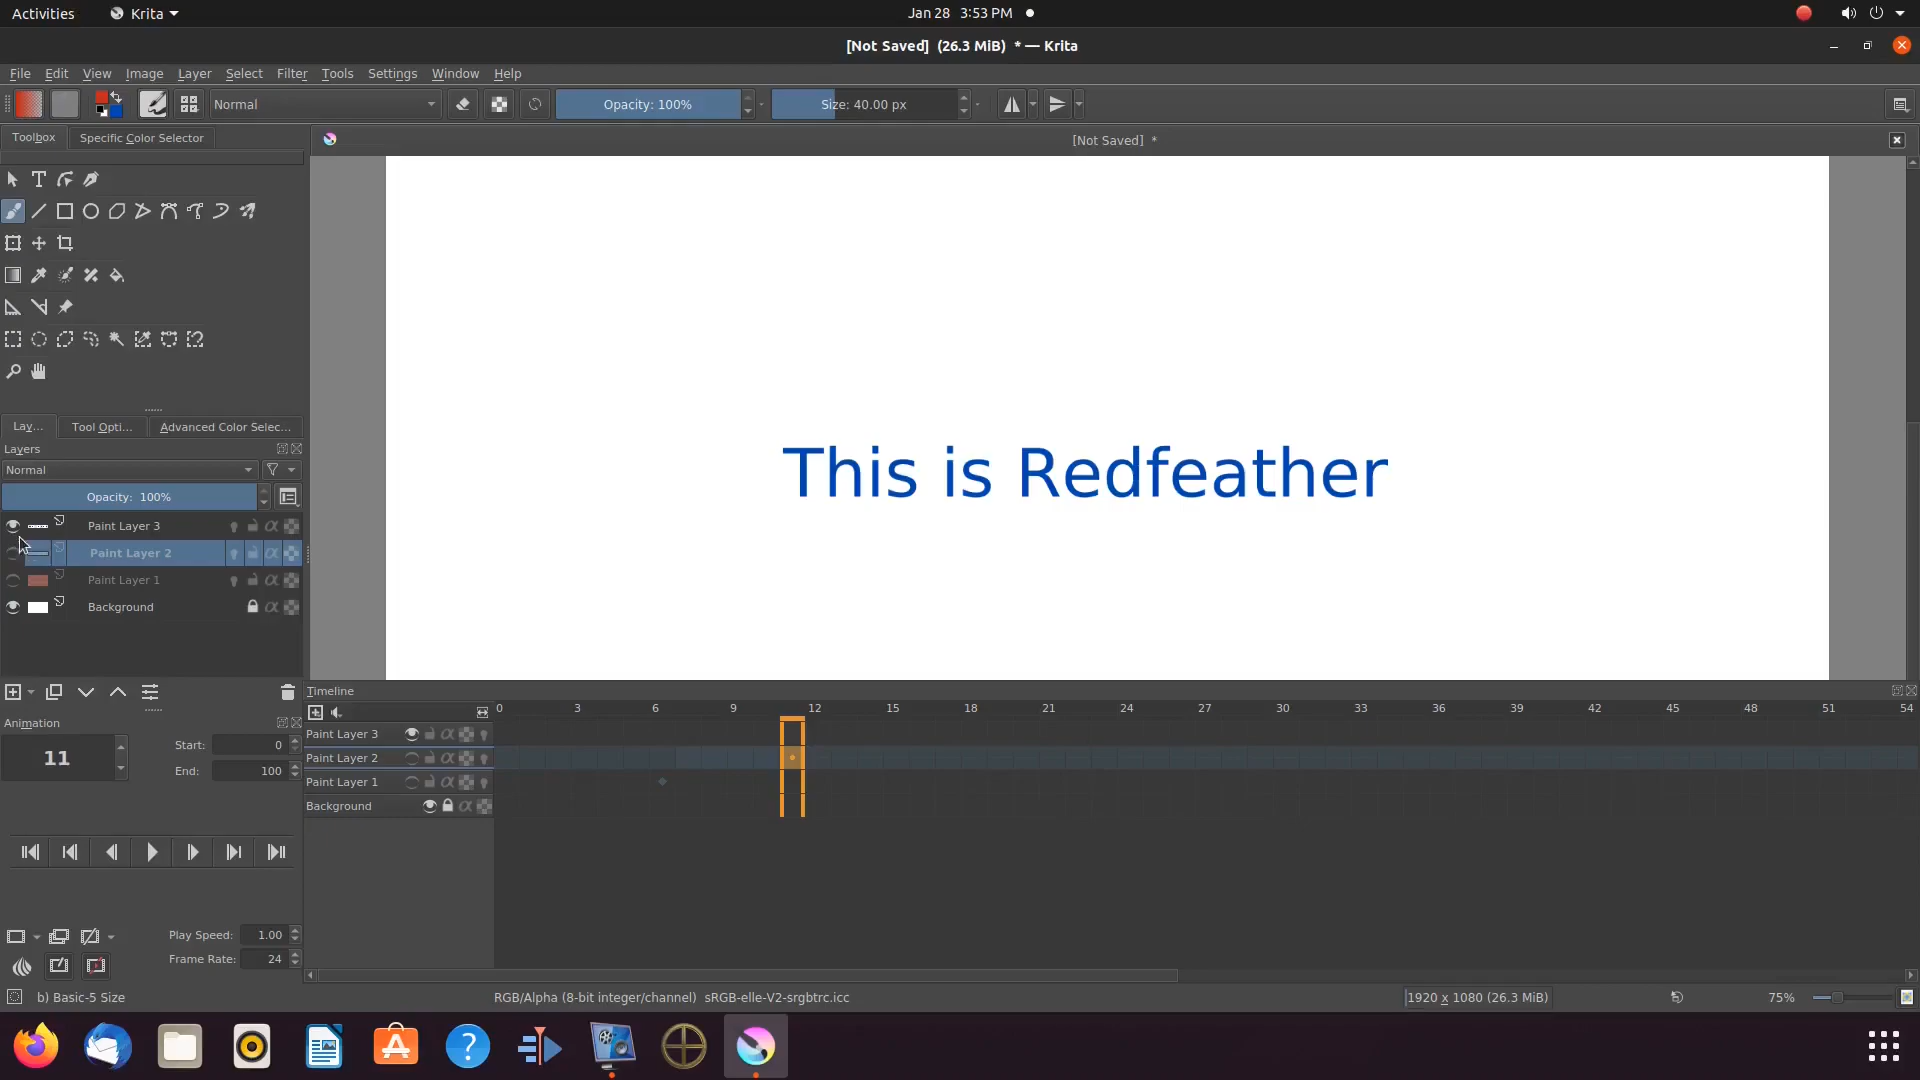 Activities Krita Jan 28 3:53 PM
[Not Saved] (26.3 MiB) * — Krita
File Edit View Image Layer Select Filter Tools Settings Window Help
Normal Opacity: 100% Size: 40.00 px
Toolbox Specific Color Selector [Not Saved] *
This is Redfeather
Lay... Tool Opti... Advanced Color Selec...
Layers
Normal
Opacity: 100%
Paint Layer 3
Paint Layer 2
Paint Layer 1
Background
Timeline
0 3 6 9 12 15 18 21 24 27 30 33 36 39 42 45 48 51 54
Paint Layer 3
Paint Layer 2
Paint Layer 1
Background
Animation
11 Start: 0
End: 100
Play Speed: 1.00
Frame Rate: 24
b) Basic-5 Size RGB/Alpha (8-bit integer/channel) sRGB-elle-V2-srgbtrc.icc 1920 x 1080 (26.3 MiB) 75%